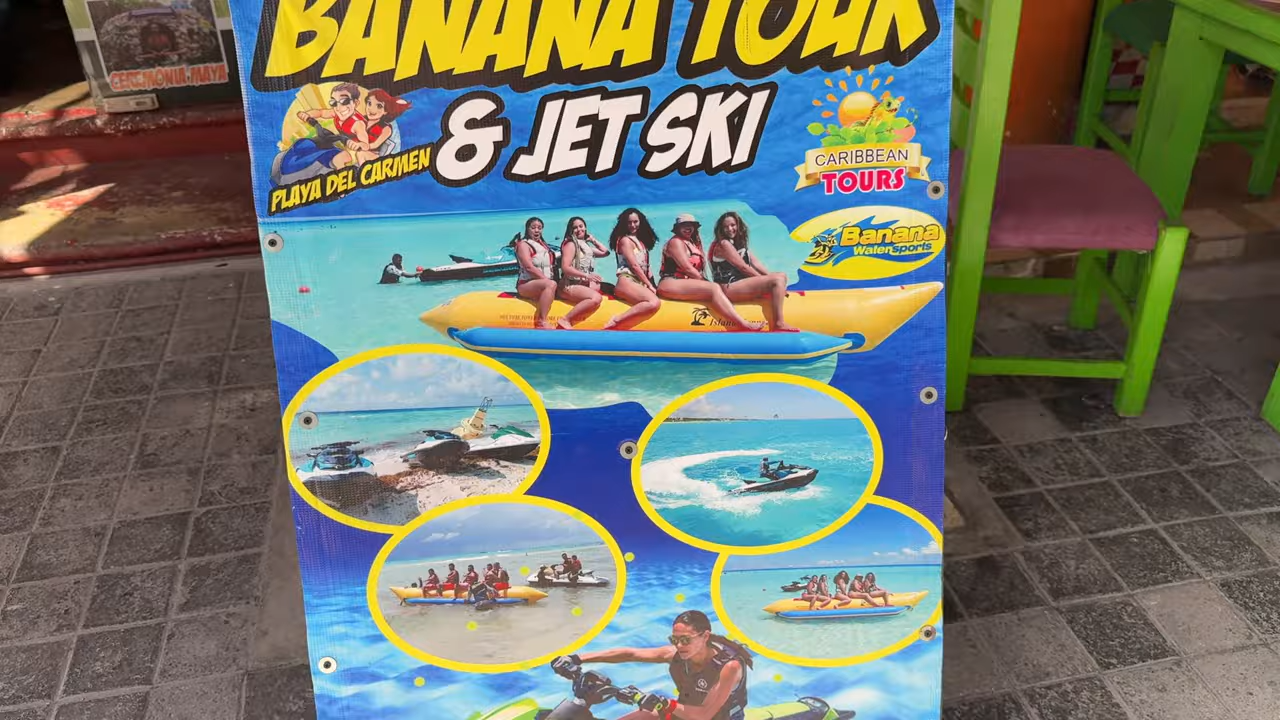 BANANA TOUR
& JET SKI
PLAYA DEL CARMEN
CARIBBEAN
TOURS
Banana
Watersports
CEREMONIA MAYA